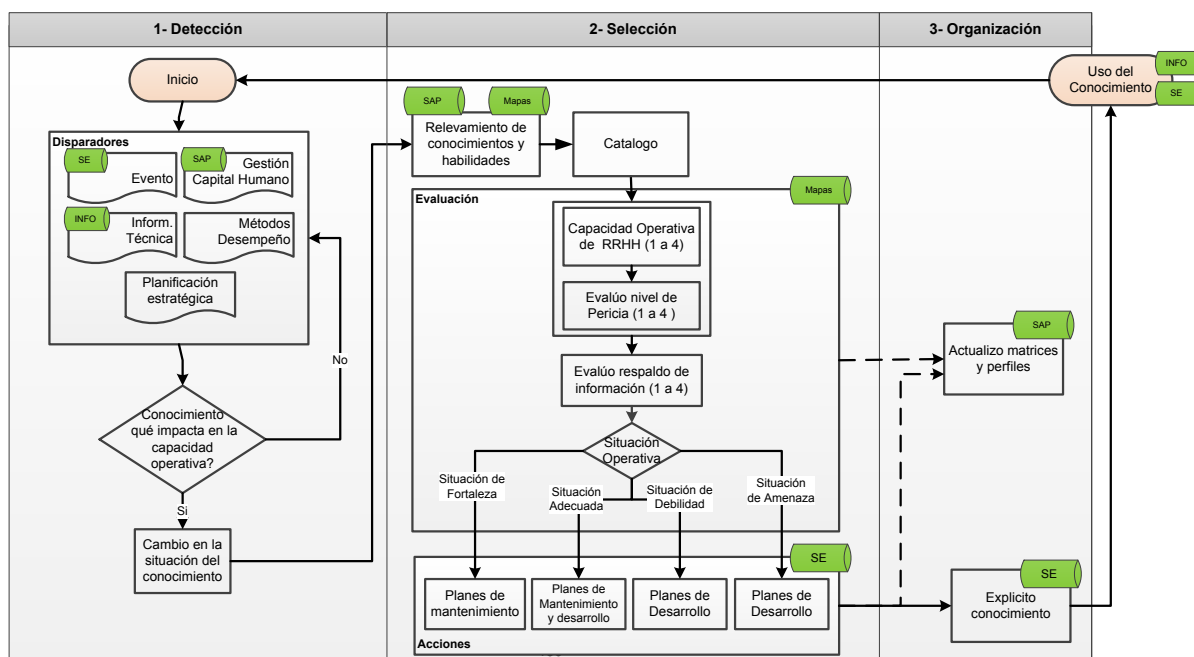 1- Detección
2- Selección
3- Organización
Inicio
Disparadores
SE
Evento
SAP
Gestión
Capital Humano
INFO
Inform.
Técnica
Métodos
Desempeño
Planificación
estratégica
No
Conocimiento
qué impacta en la
capacidad
operativa?
Si
Cambio en la
situación del
conocimiento
SAP
Mapas
Relevamiento de
conocimientos y
habilidades
Catalogo
Evaluación
Mapas
Capacidad Operativa
de RRHH (1 a 4)
Evalúo nivel de
Pericia (1 a 4 )
Evalúo respaldo de
información (1 a 4)
Situación
Operativa
Situación de
Fortaleza
Situación
Adecuada
Situación de
Debilidad
Situación
de Amenaza
SE
Planes de
mantenimiento
Planes de
Mantenimiento
y desarrollo
Planes de
Desarrollo
Planes de
Desarrollo
Acciones
Uso del
Conocimiento
INFO
SE
SAP
Actualizo matrices
y perfiles
SE
Explicito
conocimiento